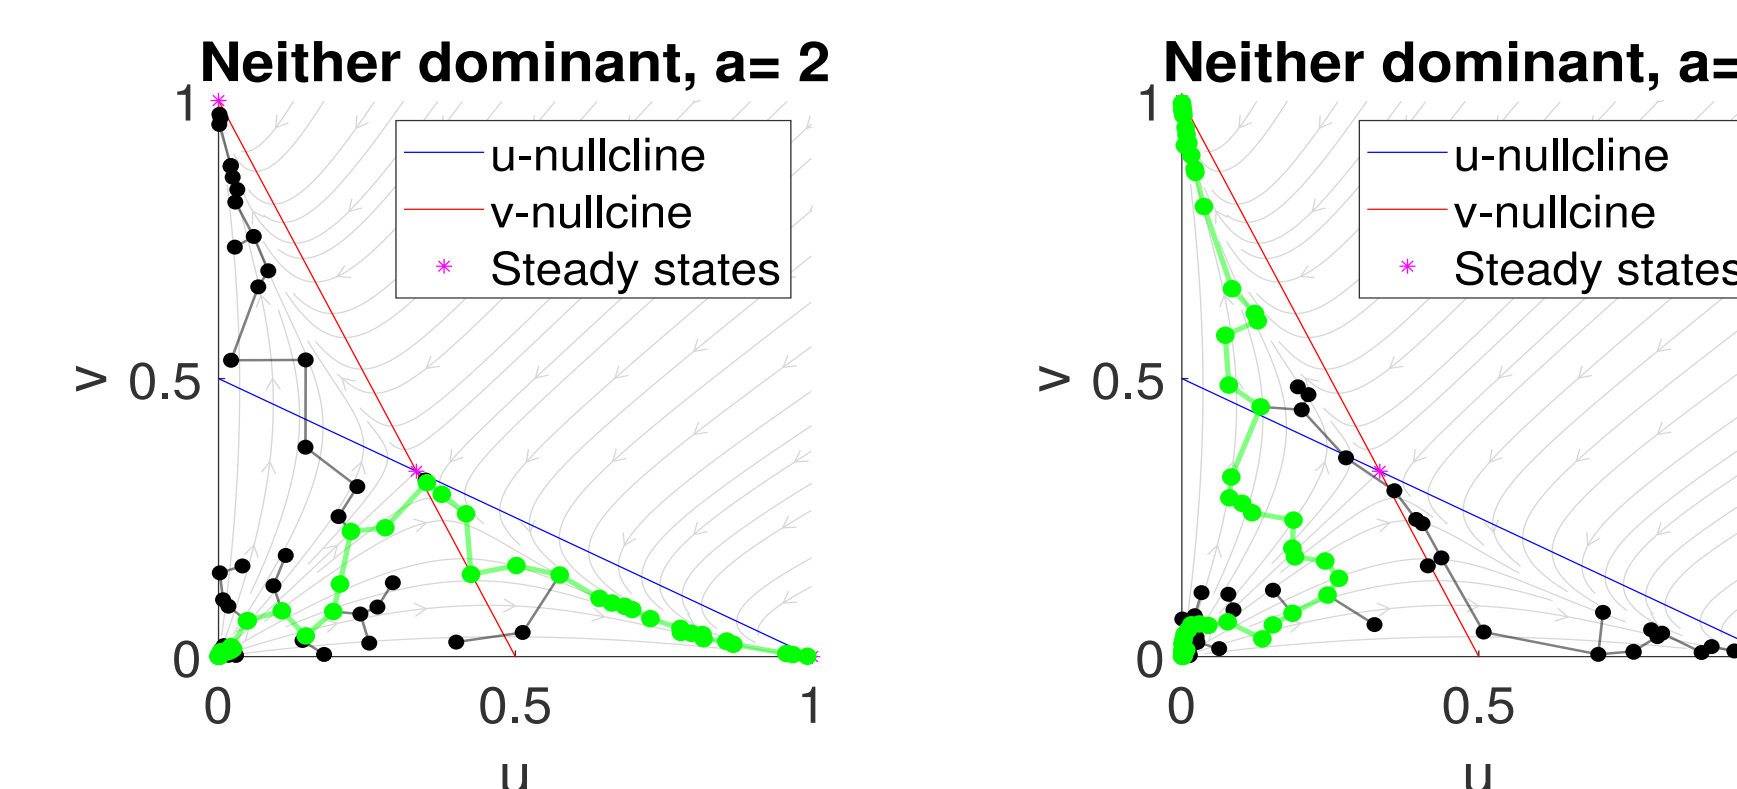 Neither dominant, a= 2
1
u-nullcline
v-nullcine
Steady states
v
0.5
0
0
0.5
1
u
Neither dominant, a=
1
u-nullcline
v-nullcine
Steady states
v
0.5
0
0
0.5
u